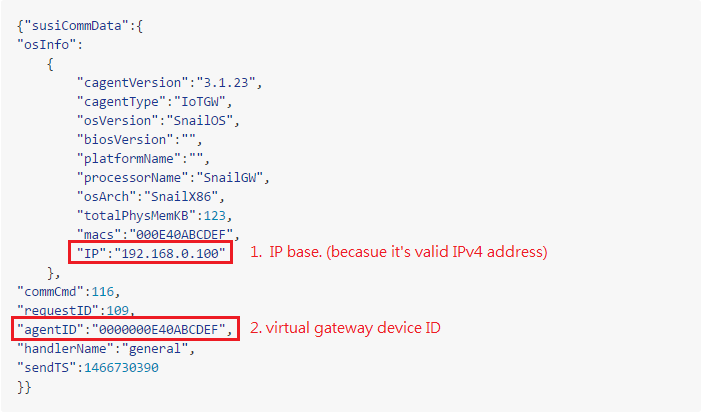 {"susiCommData":{
"osInfo":
{
"cagentVersion":"3.1.23",
"cagentType":"IoTGW",
"osVersion":"SnailOS",
"biosVersion":"",
"platformName":"",
"processorName":"SnailGW",
"osArch":"SnailX86",
"totalPhysMemKB":123,
"macs":"000E40ABCDEF",
"IP":"192.168.0.100" 1. IP base. (becasue it's valid IPv4 address)
},
"commCmd":116,
"requestID":109,
"agentID":"0000000E40ABCDEF", 2. virtual gateway device ID
"handlerName":"general",
"sendTS":1466730390
}}